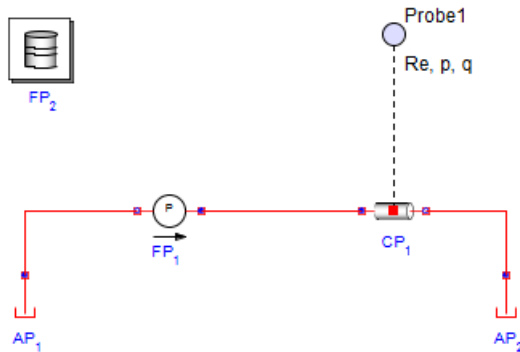 Probe1
Re, p, q
FP2
P
FP1
CP1
AP1
AP2